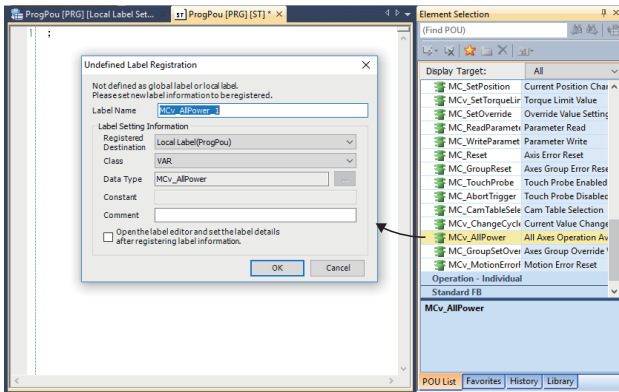 ProgPou [PRG] [Local Label Set...
ST ProgPou [PRG] [ST] * ×
1 ;
Undefined Label Registration
Not defined as global label or local label.
Please set new label information to be registered.
Label Name MCv_AllPower_1
Label Setting Information
Registered Destination Local Label(ProgPou)
Class VAR
Data Type MCv_AllPower ...
Constant
Comment
Open the label editor and set the label details
after registering label information.
OK Cancel
Element Selection
(Find POU)
Display Target: All
MC_SetPosition Current Position Char
MCv_SetTorqueLir Torque Limit Value
MC_SetOverride Override Value Setting
MC_ReadParamete Parameter Read
MC_WriteParamet Parameter Write
MC_Reset Axis Error Reset
MC_GroupReset Axes Group Error Rese
MC_TouchProbe Touch Probe Enabled
MC_AbortTrigger Touch Probe Disablec
MC_CamTableSele Cam Table Selection
MCv_ChangeCycl Current Value Change
MCv_AllPower All Axes Operation Av
MC_GroupSetOver Axes Group Override
MCv_MotionErrorF Motion Error Reset
Operation - Individual
Standard FB
MCv_AllPower
POU List Favorites History Library